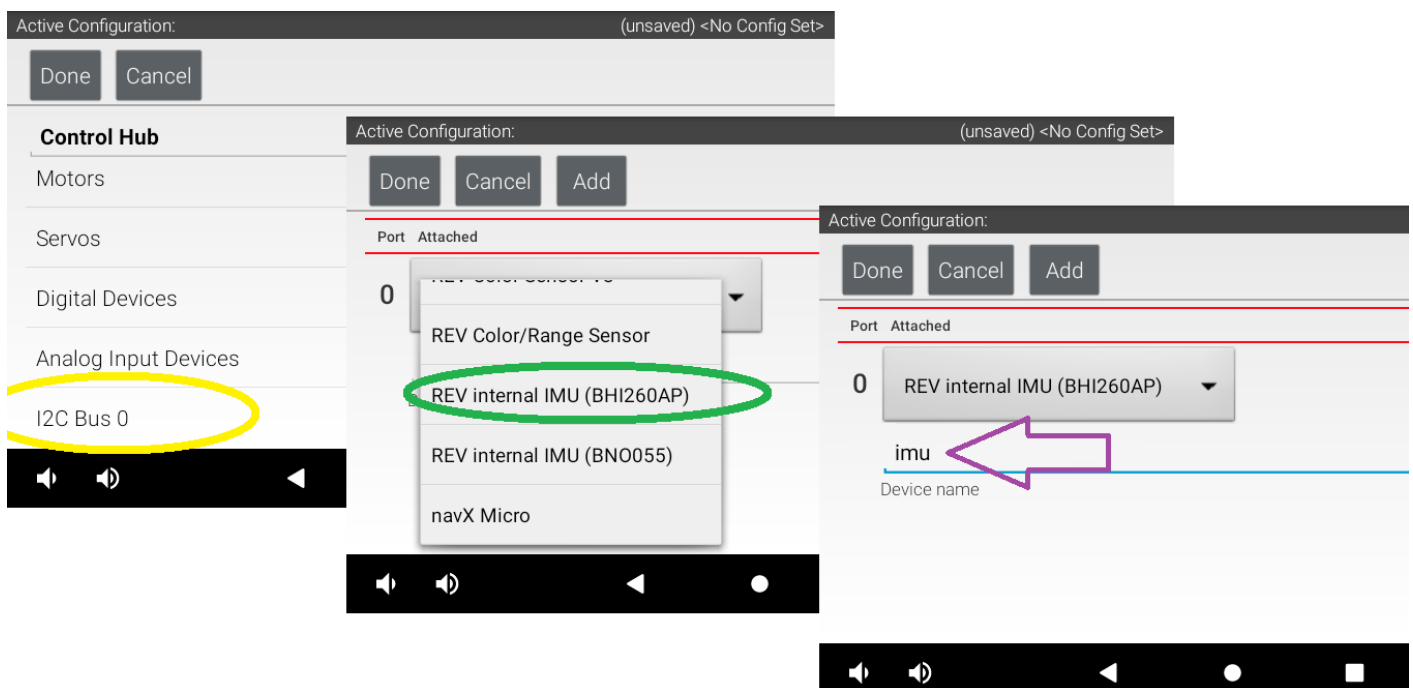 Active Configuration: (unsaved) <No Config Set>
Done Cancel
Control Hub
Motors
Servos
Digital Devices
Analog Input Devices
I2C Bus 0
Active Configuration: (unsaved) <No Config Set>
Done Cancel Add
Port Attached
0
REV Color/Range Sensor
REV internal IMU (BHI260AP)
REV internal IMU (BNO055)
navX Micro
Active Configuration:
Done Cancel Add
Port Attached
0 REV internal IMU (BHI260AP)
imu
Device name